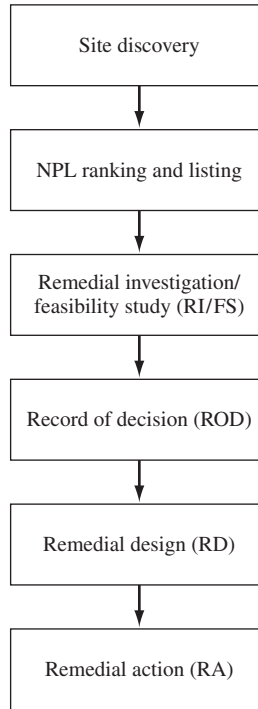 Site discovery
NPL ranking and listing
Remedial investigation/
feasibility study (RI/FS)
Record of decision (ROD)
Remedial design (RD)
Remedial action (RA)